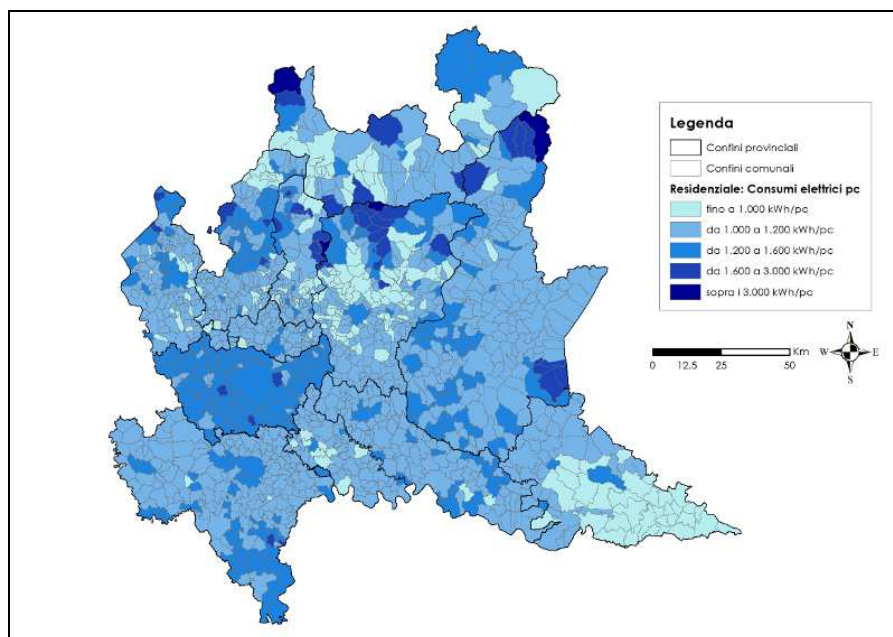 Legenda
Confini provinciali
Confini comunali
Residenziale: Consumi elettrici pc
fino a 1.000 kWh/pc
da 1.000 a 1.200 kWh/pc
da 1.200 a 1.600 kWh/pc
da 1.600 a 3.000 kWh/pc
sopra i 3.000 kWh/pc
Km
0 12,5 25 50
N
W E
S